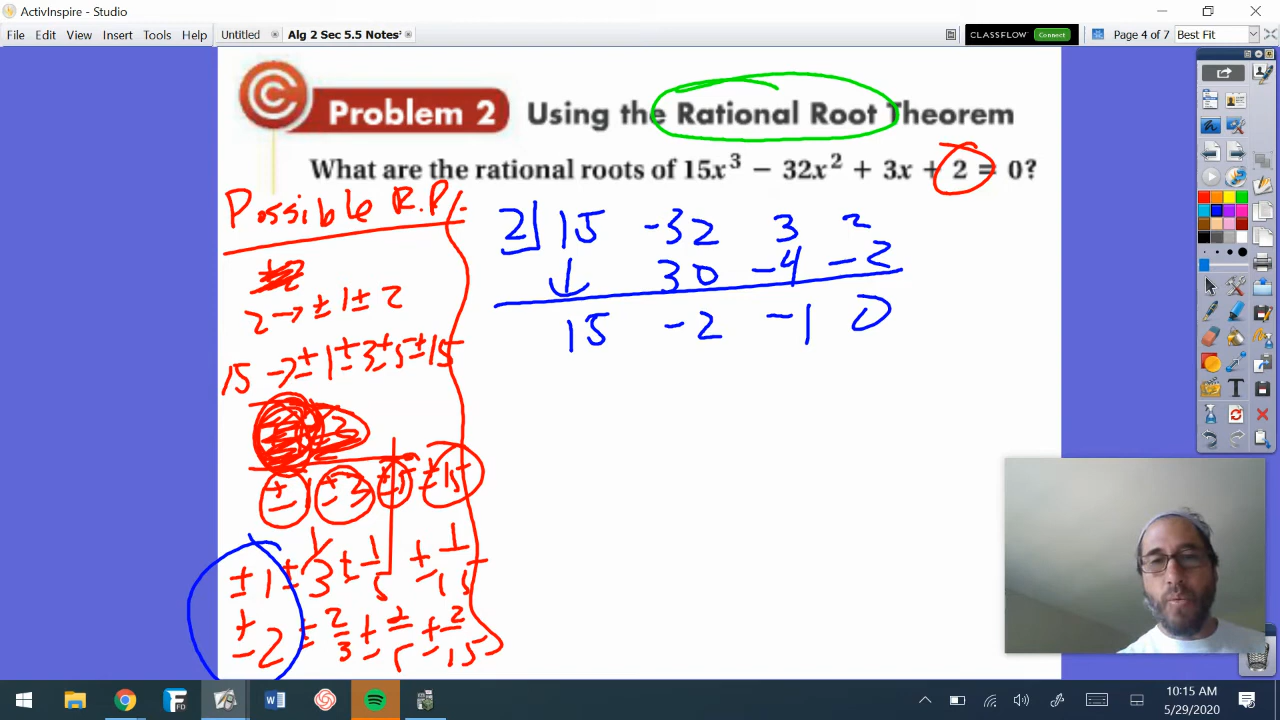 ActivInspire - Studio
File Edit View Insert Tools Help
Untitled
Alg 2 Sec 5.5 Notes*
CLASSFLOW Connect
Page 4 of 7
Best Fit
C
Problem 2 Using the Rational Root Theorem
What are the rational roots of 15x³ − 32x² + 3x + 2 = 0?
Possible R.P.
2 → ±1 ± 2
15 → ±1 ±3 ±5 ±15
2| 15 -32 3 2
↓ 30 -4 -2
15 -2 -1 0
±3 ±15
±1 ± 1/3 ± 1/5 ± 1/15
±2 ± 2/3 ± 2/5 ± 2/15
10:15 AM
5/29/2020